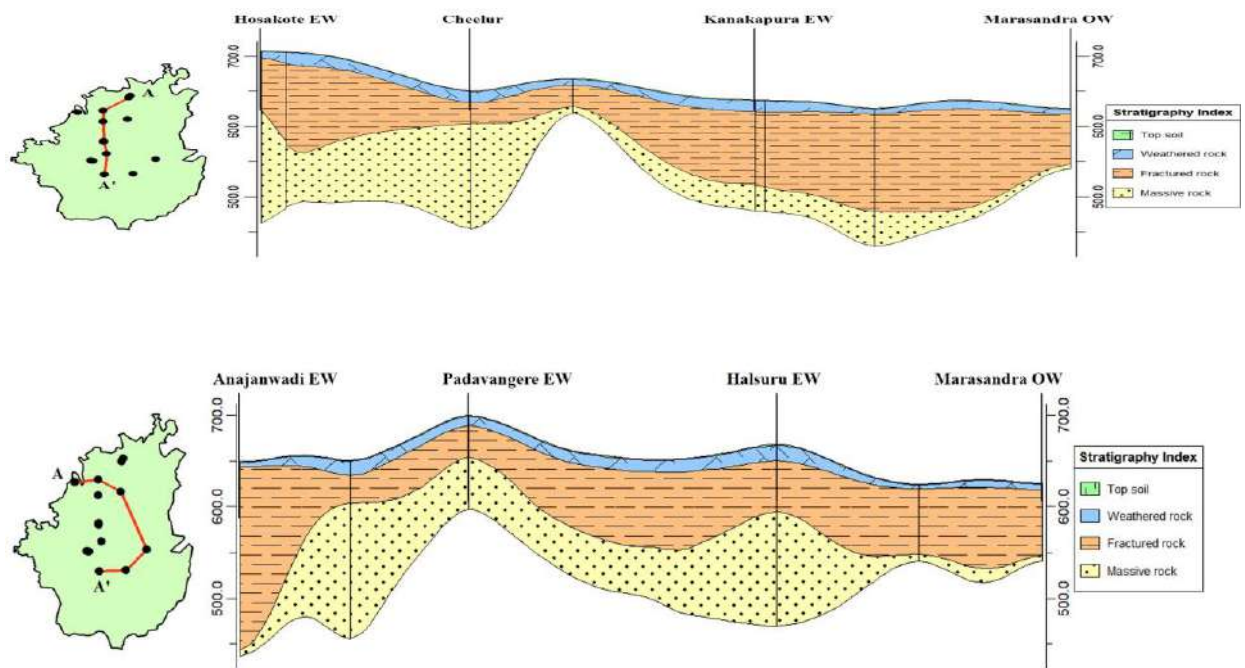 Hosakote EW Cheelur Kanakapura EW Marasandra OW
700.0 700.0
600.0 600.0
500.0 500.0
A
A'
Stratigraphy Index
Top soil
Weathered rock
Fractured rock
Massive rock
Anajanwadi EW Padavangere EW Halsuru EW Marasandra OW
700.0 700.0
600.0 600.0
500.0 500.0
A
A'
Stratigraphy Index
Top soil
Weathered rock
Fractured rock
Massive rock